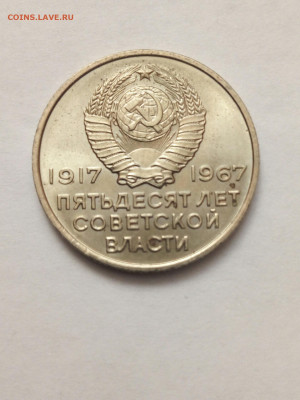 COINS.LAVE.RU
1917 1967
ПЯТЬДЕСЯТ ЛЕТ
СОВЕТСКОЙ
ВЛАСТИ